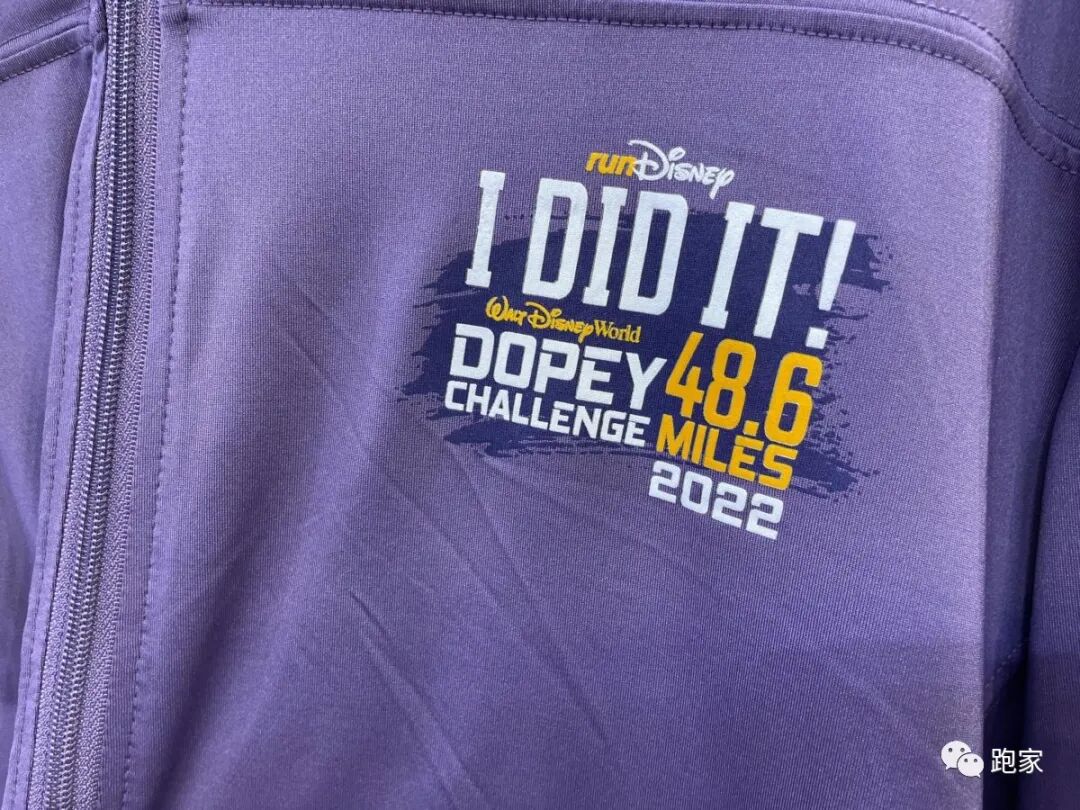 runDisney
I DID IT!
Walt Disney World
DOPEY 48.6
CHALLENGE MILES
2022
跑家